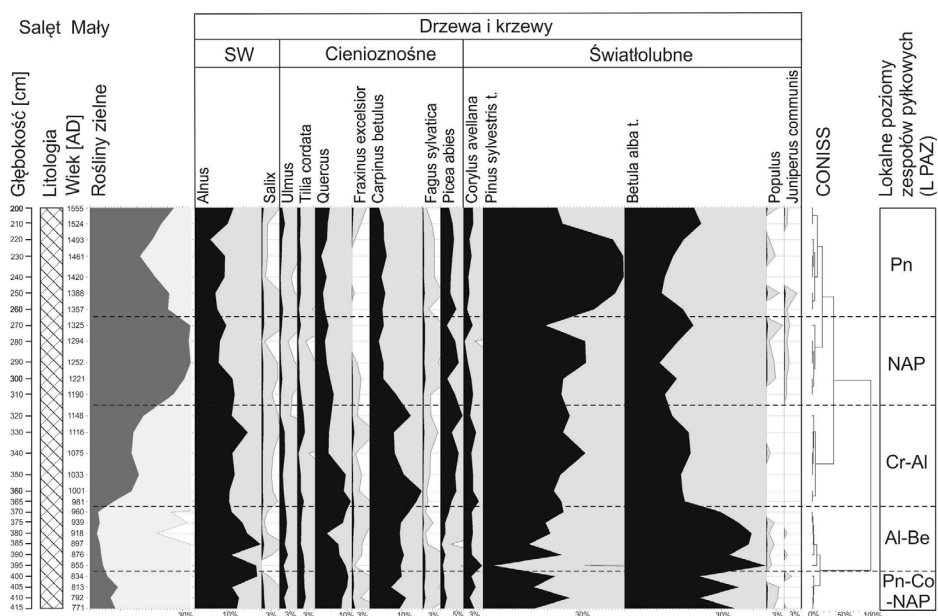 Salęt Mały
Drzewa i krzewy
SW
Cienioznośne
Światłolubne
Głębokość [cm]
Litologia
Wiek [AD]
Rośliny zielne
Alnus
Salix
Ulmus
Tilia cordata
Quercus
Fraxinus excelsior
Carpinus betulus
Fagus sylvatica
Picea abies
Corylus avellana
Pinus sylvestris t.
Betula alba t.
Populus
Juniperus communis
CONISS
Lokalne poziomy
zespołów pyłkowych
(L PAZ)
200 1555
210 1524
220 1493
230 1461
240 1420
250 1388
260 1357
270 1325
280 1294
290 1252
300 1221
310 1190
320 1148
330 1116
340 1075
350 1033
360 1001
365 981
370 960
375 939
380 918
385 897
390 876
395 855
400 834
405 813
410 792
415 771
Pn
NAP
Cr-Al
Al-Be
Pn-Co
-NAP
30% 10% 3% 3% 3% 10% 3% 10% 3% 5% 3% 30% 30% 3% 3% 0% 50% 100%